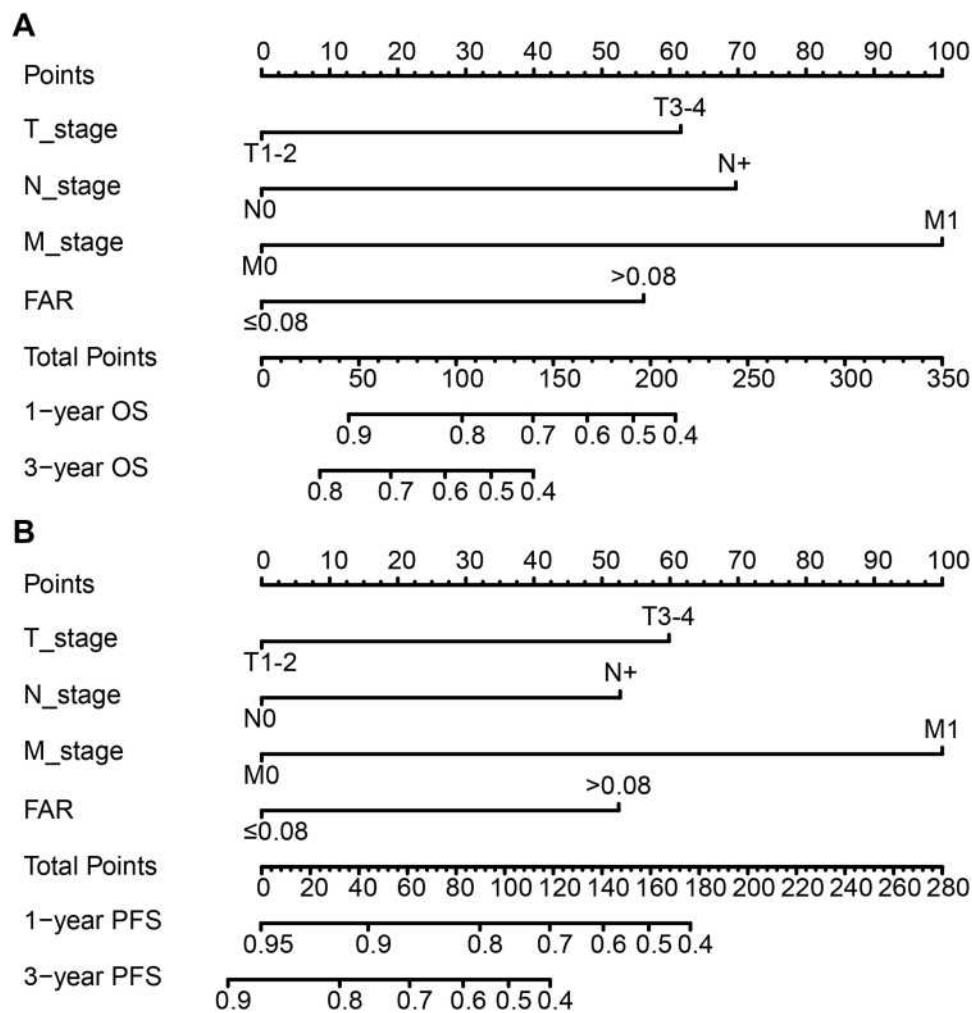 A
0 10 20 30 40 50 60 70 80 90 100
Points
T3-4
T_stage
T1-2
N+
N_stage
N0
M1
M_stage
M0
>0.08
FAR
≤0.08
Total Points
0 50 100 150 200 250 300 350
1−year OS
0.9 0.8 0.7 0.6 0.5 0.4
3−year OS
0.8 0.7 0.6 0.5 0.4
B
0 10 20 30 40 50 60 70 80 90 100
Points
T3-4
T_stage
T1-2
N+
N_stage
N0
M1
M_stage
M0
>0.08
FAR
≤0.08
Total Points
0 20 40 60 80 100 120 140 160 180 200 220 240 260 280
1−year PFS
0.95 0.9 0.8 0.7 0.6 0.5 0.4
3−year PFS
0.9 0.8 0.7 0.6 0.5 0.4